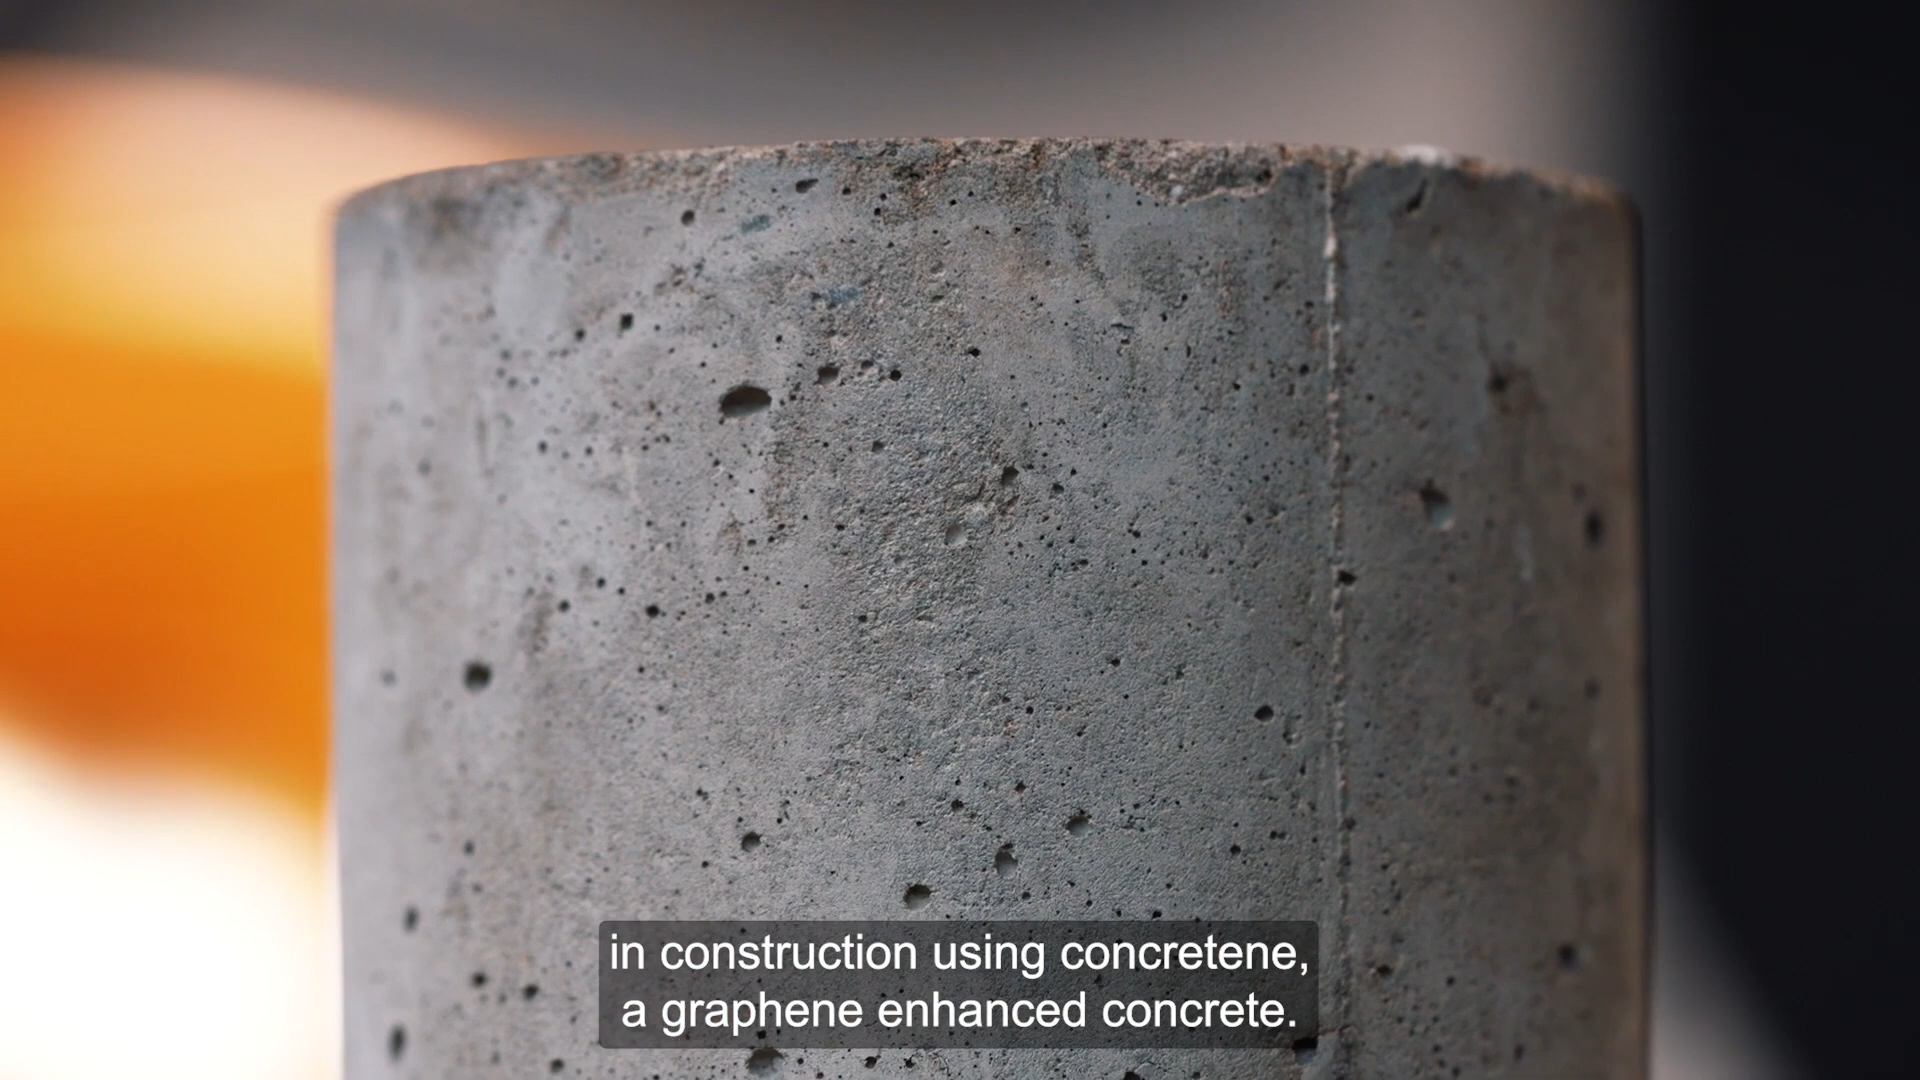 in construction using concretene,
a graphene enhanced concrete.